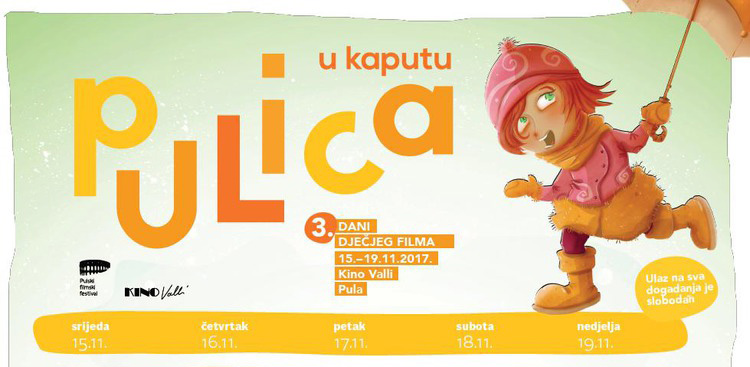 u kaputu
pulica
3. DANI
DJEČJEG FILMA
15.–19.11.2017.
Kino Valli
Pula
Pulski
filmski
festival
KINO Valli
Ulaz na sva
događanja je
slobodan
srijeda četvrtak petak subota nedjelja
15.11. 16.11. 17.11. 18.11. 19.11.